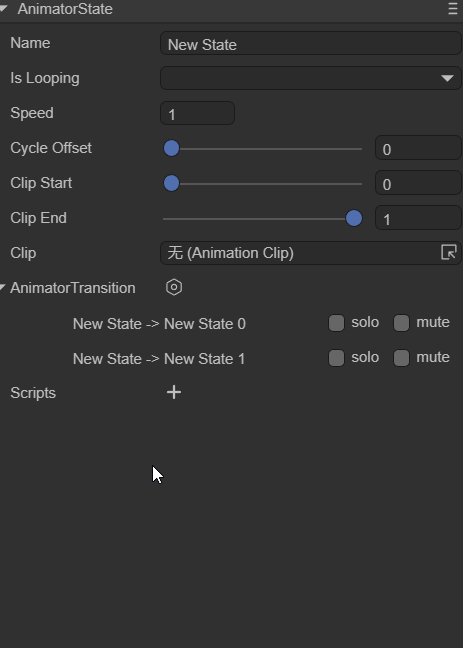 AnimatorState
Name New State
Is Looping
Speed 1
Cycle Offset 0
Clip Start 0
Clip End 1
Clip 无 (Animation Clip)
AnimatorTransition
New State -> New State 0 solo mute
New State -> New State 1 solo mute
Scripts